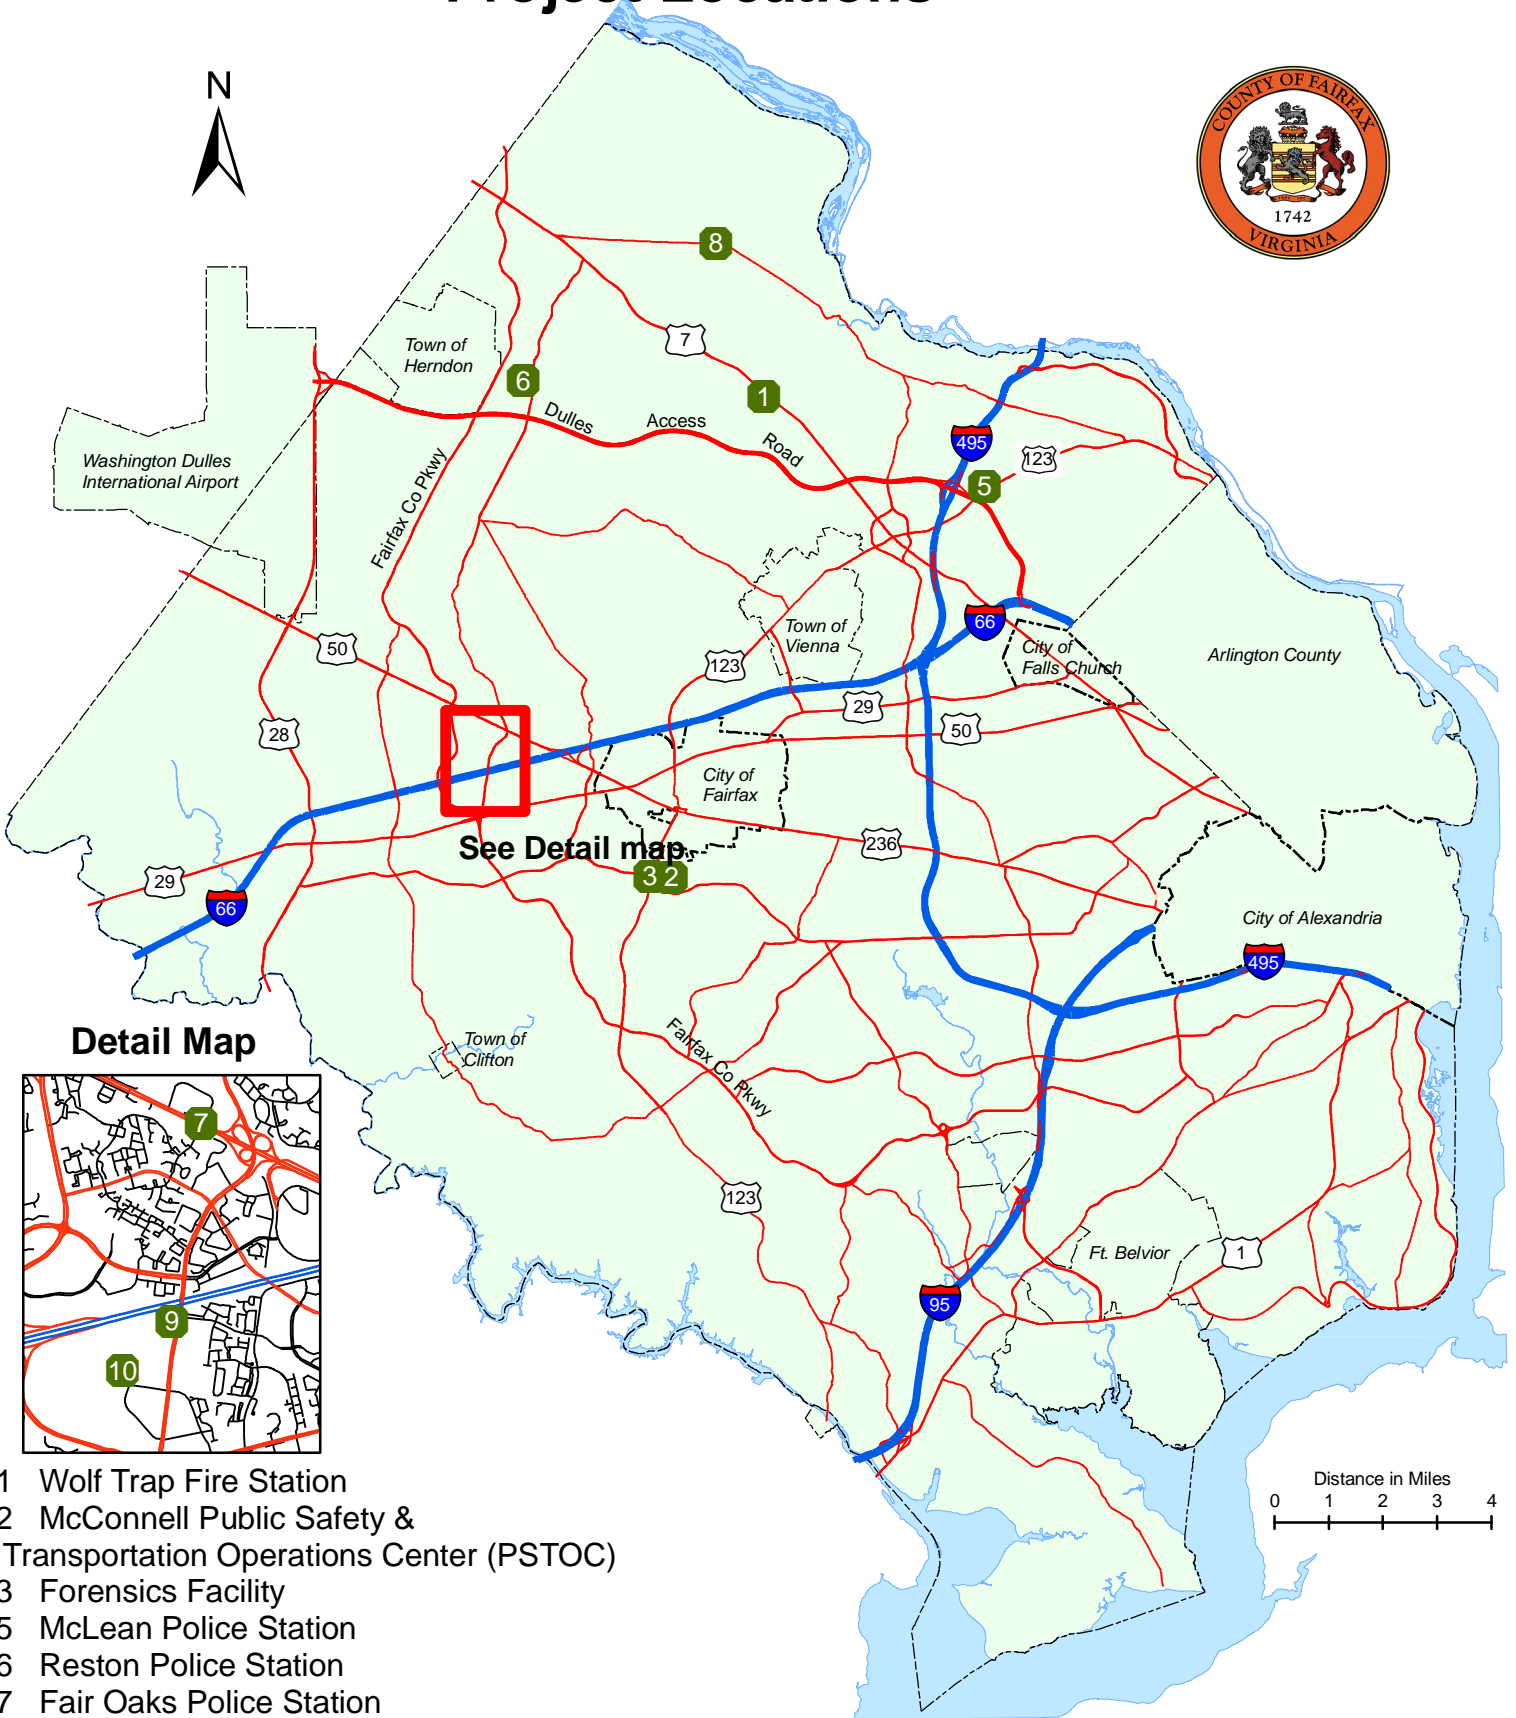 Project Locations
N
COUNTY OF FAIRFAX
1742
VIRGINIA
8
Town of
Herndon
7
6
1
Dulles
Access
Road
495
123
5
Washington Dulles
International Airport
Fairfax Co Pkwy
66
Town of
Vienna
City of
Falls Church
Arlington County
50
123
29
50
28
City of
Fairfax
See Detail map
236
3
2
29
66
City of Alexandria
495
Detail Map
Town of
Clifton
Fairfax Co Pkwy
7
123
Ft. Belvior
1
95
9
10
1 Wolf Trap Fire Station
2 McConnell Public Safety &
Transportation Operations Center (PSTOC)
3 Forensics Facility
5 McLean Police Station
6 Reston Police Station
7 Fair Oaks Police Station
Distance in Miles
0 1 2 3 4